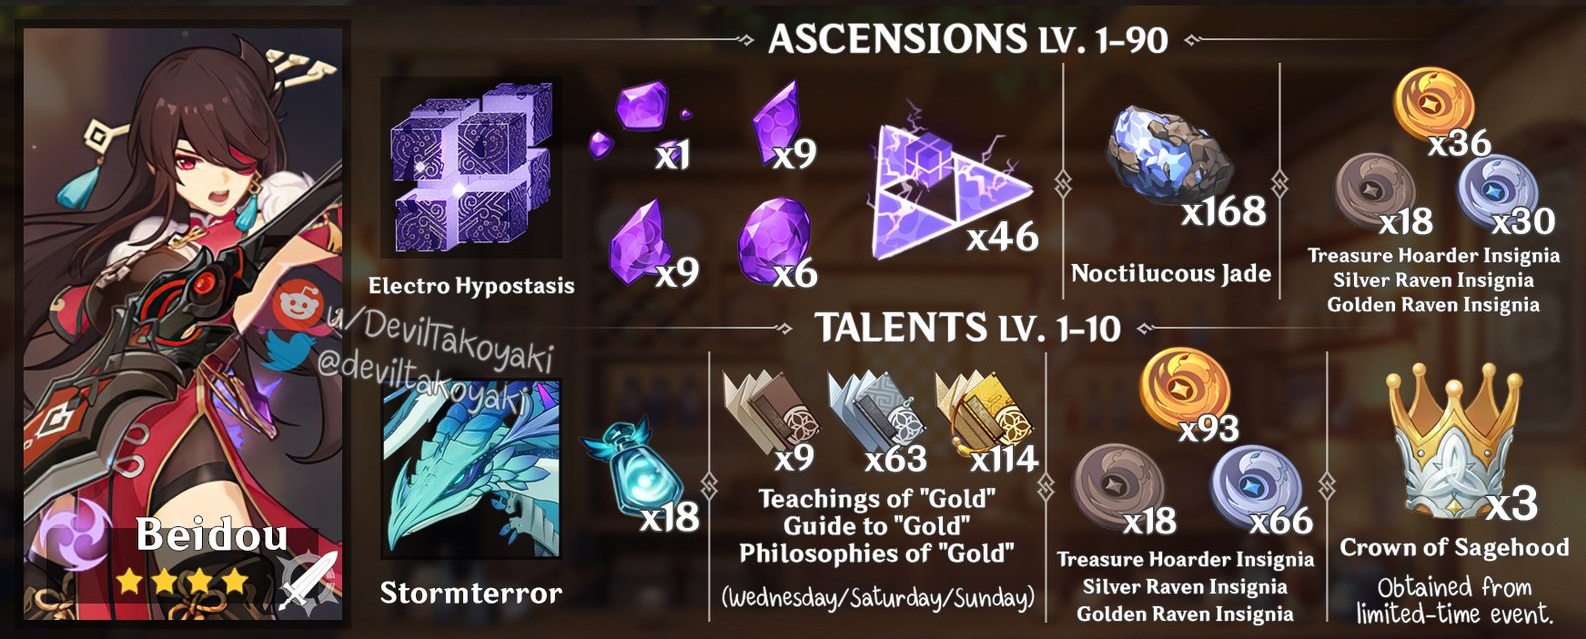 ASCENSIONS LV. 1-90
x1
x9
x9
x6
x46
x168
x36
x18
x30
Electro Hypostasis
Noctilucous Jade
Treasure Hoarder Insignia
Silver Raven Insignia
Golden Raven Insignia
u/DevilTakoyaki
@deviltakoyaki
TALENTS LV. 1-10
x18
x9
x63
x114
x93
x18
x66
x3
Beidou
Stormterror
Teachings of "Gold"
Guide to "Gold"
Philosophies of "Gold"
(Wednesday/Saturday/Sunday)
Treasure Hoarder Insignia
Silver Raven Insignia
Golden Raven Insignia
Crown of Sagehood
Obtained from
limited-time event.